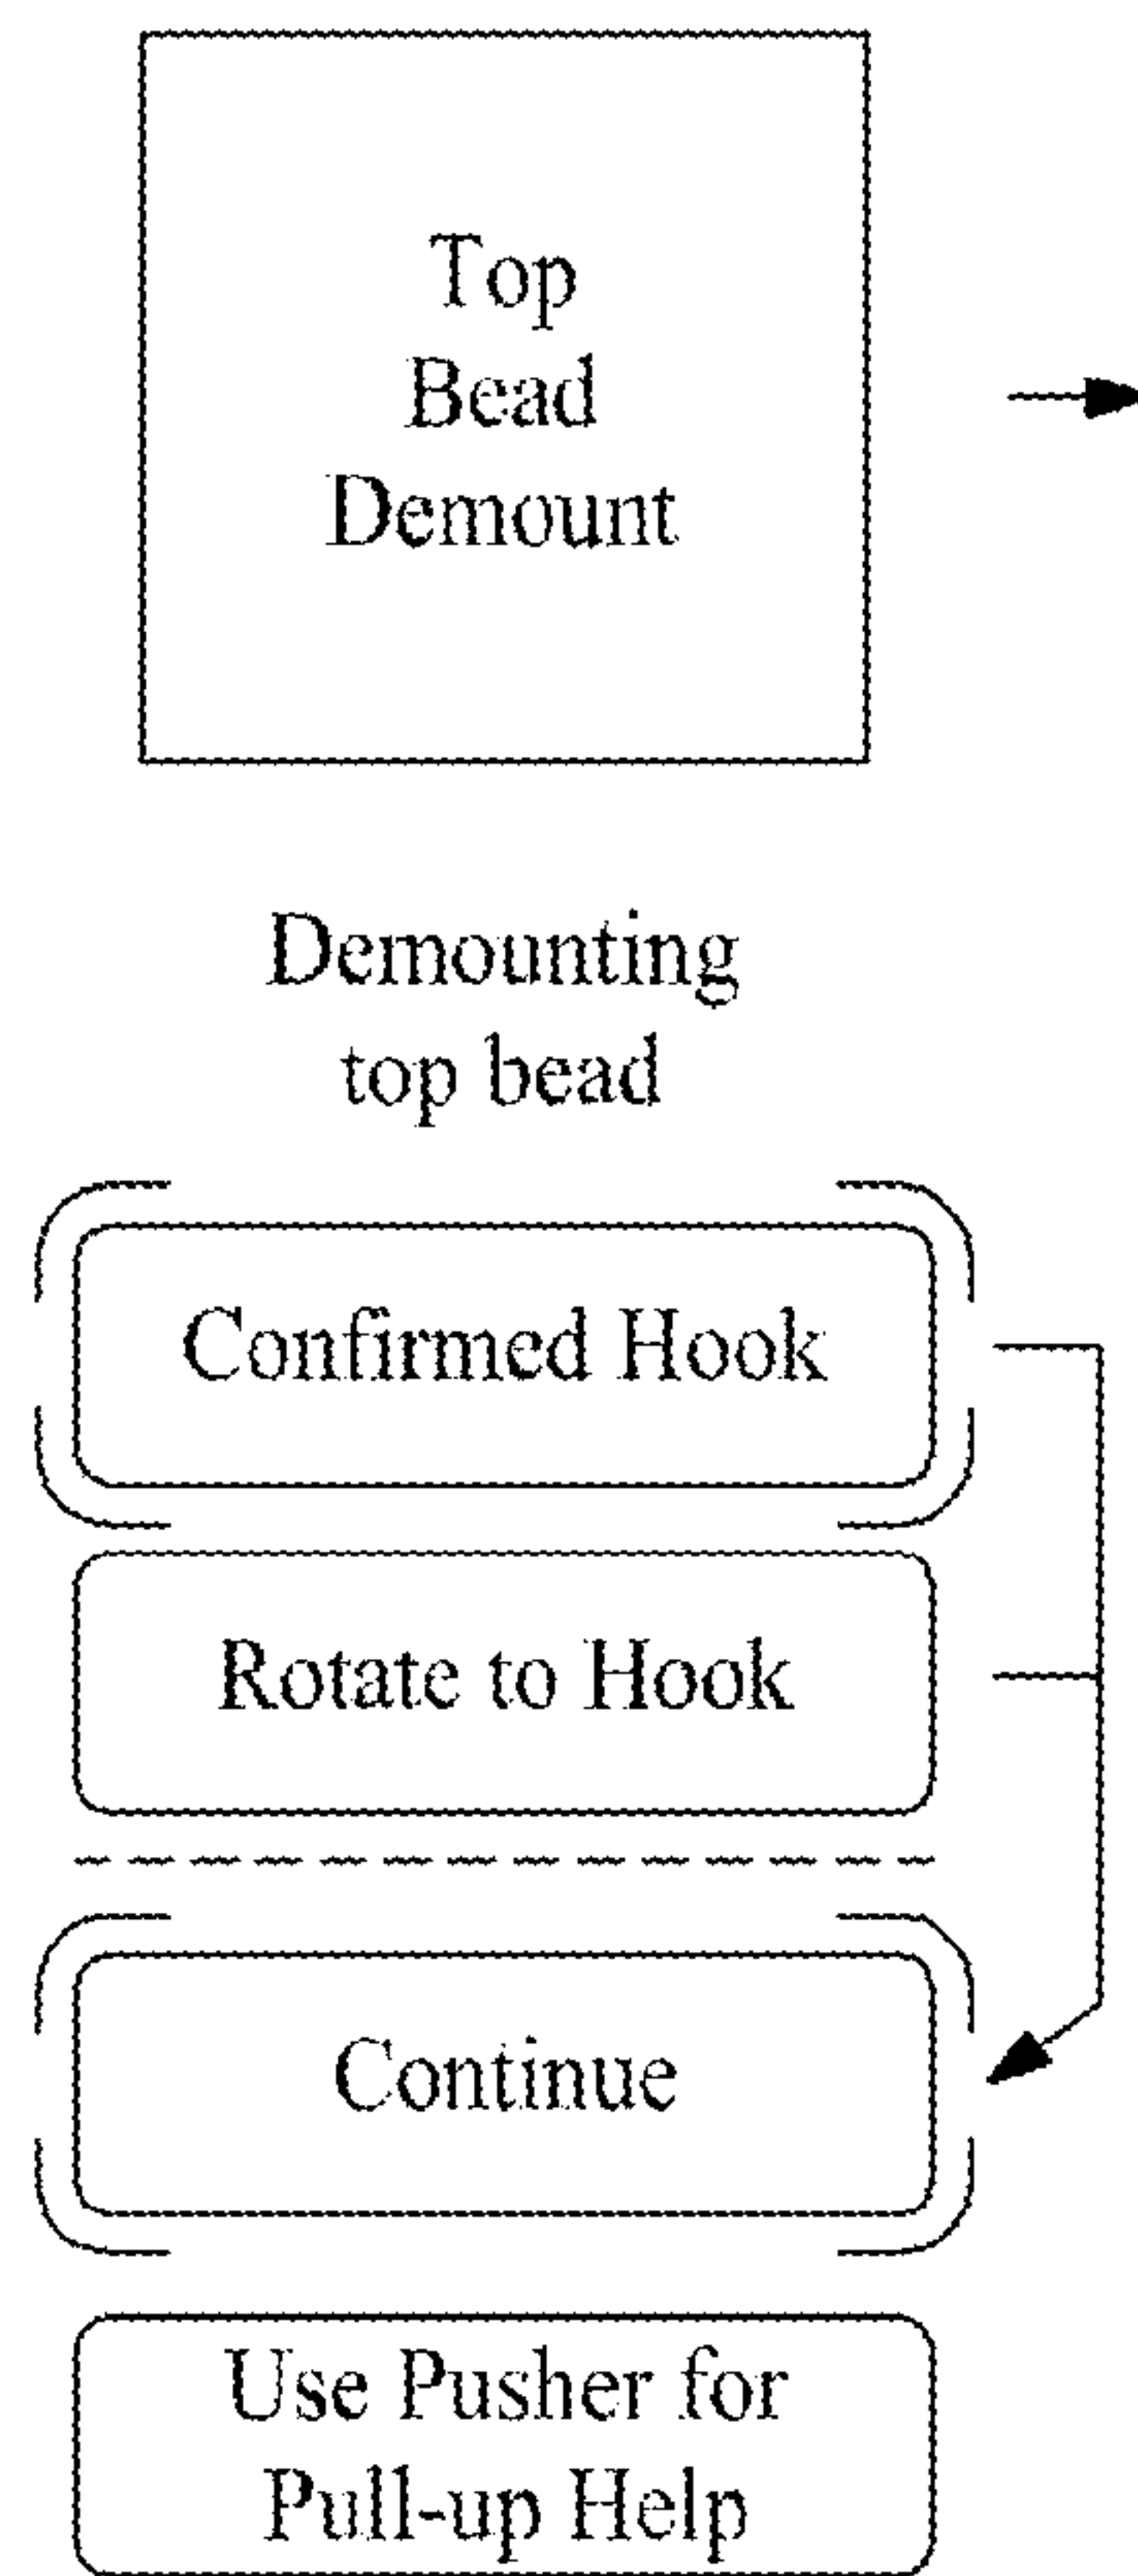 Top
Bead
Demount
Demounting
top bead
Confirmed Hook
Rotate to Hook
Continue
Use Pusher for
Pull-up Help